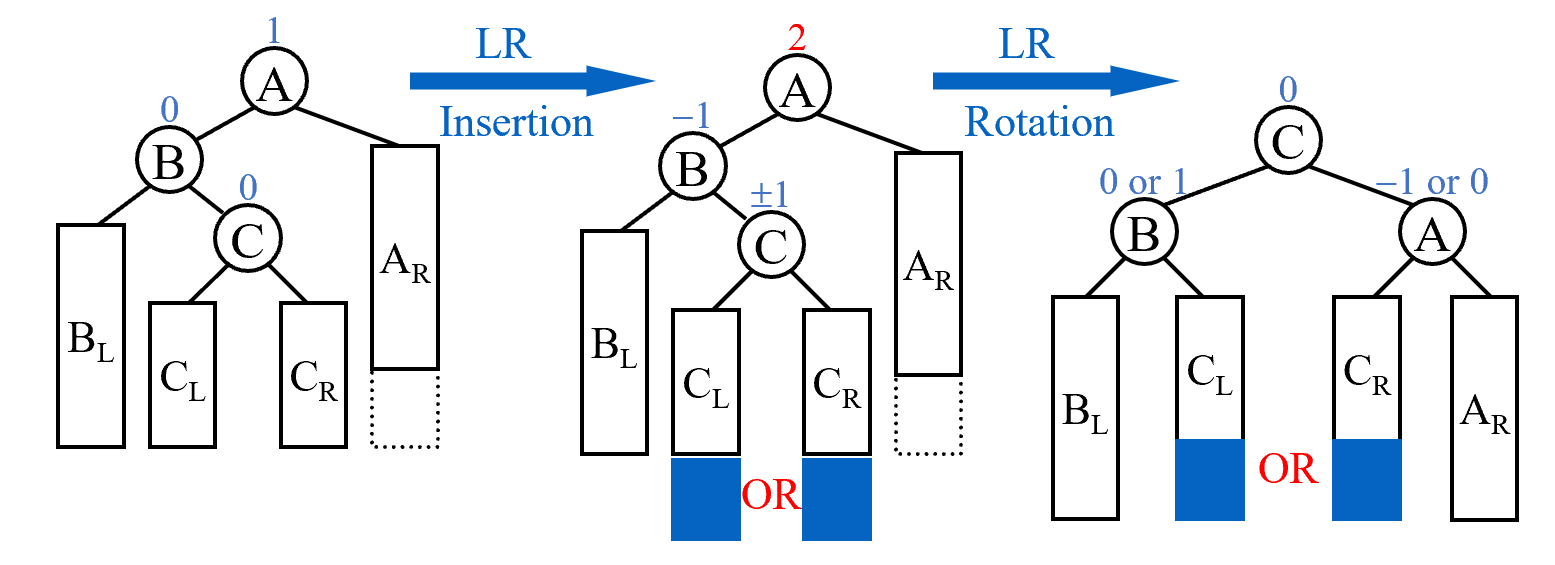 1
A
0
B
0
C
B_L
C_L
C_R
A_R
LR
Insertion
2
A
−1
B
±1
C
B_L
C_L
C_R
A_R
OR
LR
Rotation
0
C
0 or 1
B
−1 or 0
A
B_L
C_L
C_R
A_R
OR